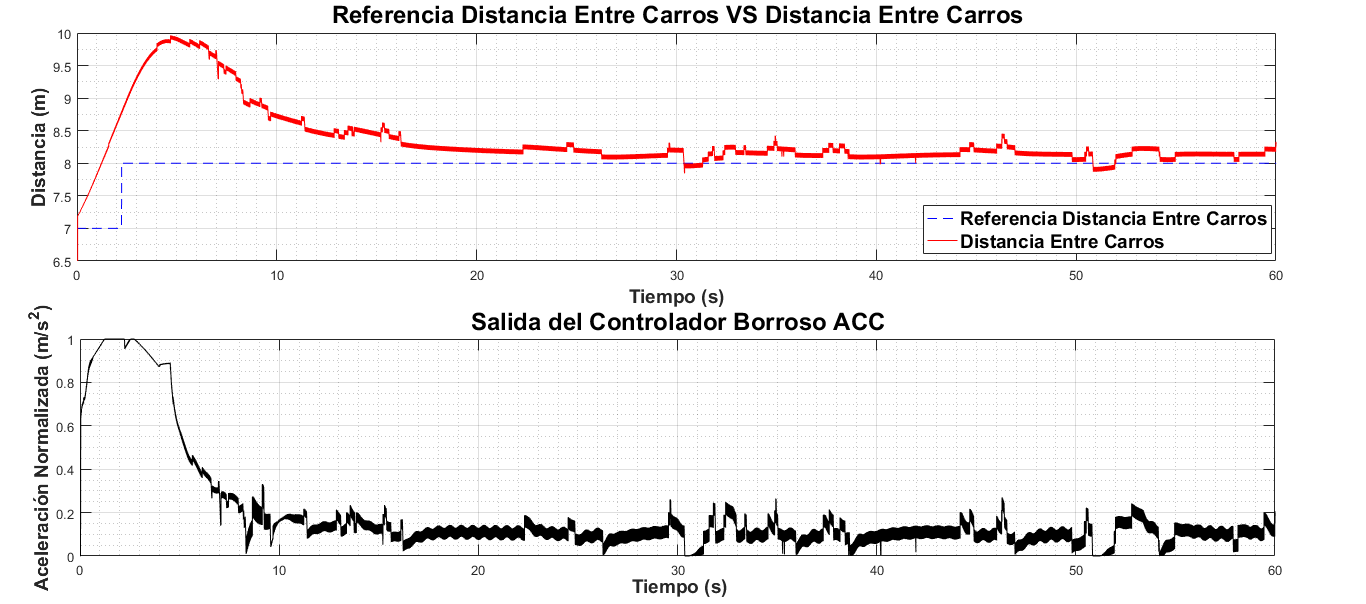 Referencia Distancia Entre Carros VS Distancia Entre Carros
10
9.5
9
8.5
8
7.5
7
6.5
Distancia (m)
0 10 20 30 40 50 60
Tiempo (s)
Referencia Distancia Entre Carros
Distancia Entre Carros
Salida del Controlador Borroso ACC
1
0.8
0.6
0.4
0.2
0
Aceleración Normalizada (m/s²)
0 10 20 30 40 50 60
Tiempo (s)